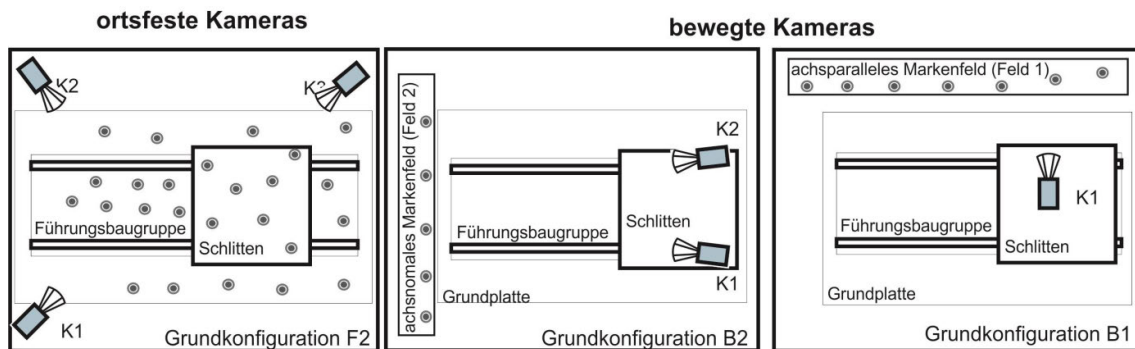 ortsfeste Kameras
bewegte Kameras
K2
K3
Führungsbaugruppe
Schlitten
K1
Grundkonfiguration F2
achsnomales Markenfeld (Feld 2)
K2
Führungsbaugruppe
Schlitten
K1
Grundplatte
Grundkonfiguration B2
achsparalleles Markenfeld (Feld 1)
K1
Führungsbaugruppe
Schlitten
Grundplatte
Grundkonfiguration B1